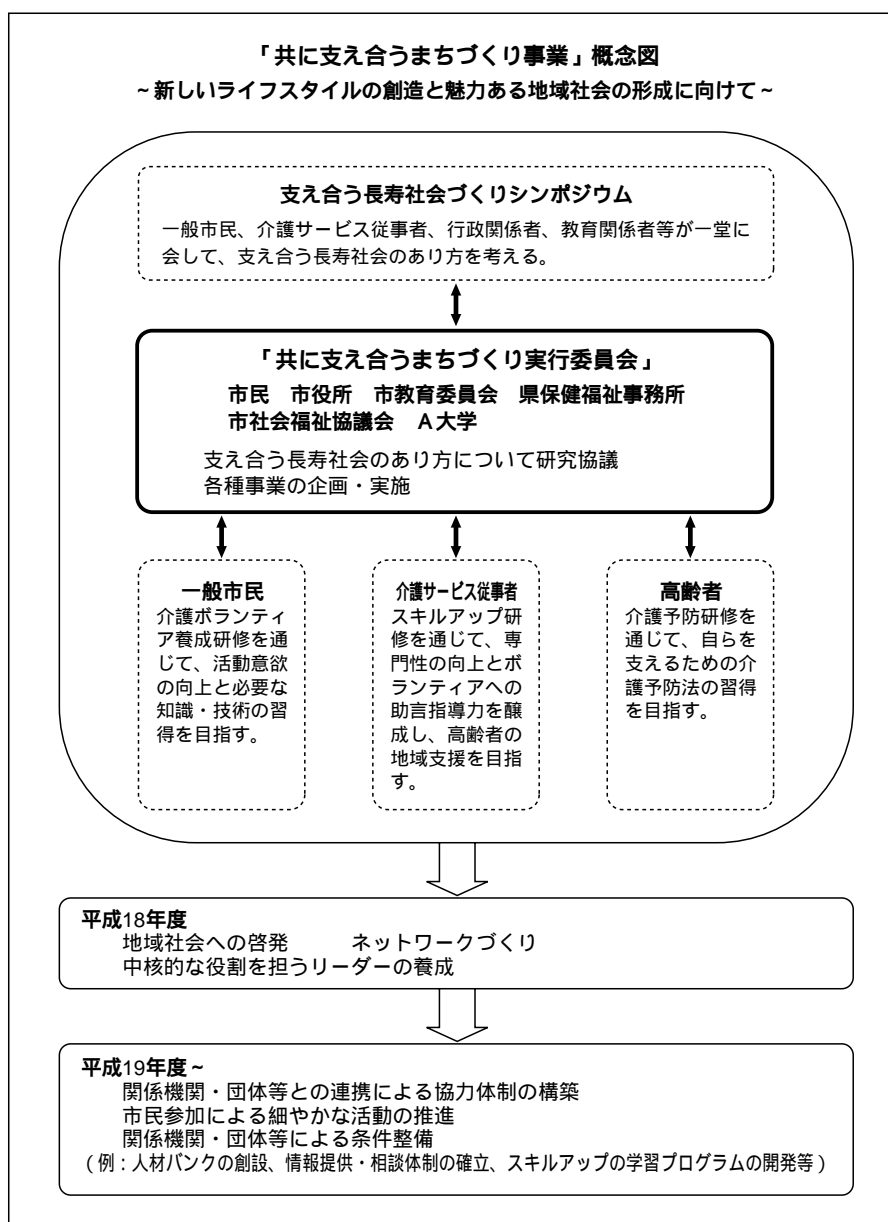 「共に支え合うまちづくり事業」概念図
~新しいライフスタイルの創造と魅力ある地域社会の形成に向けて~
支え合う長寿社会づくりシンポジウム
一般市民、介護サービス従事者、行政関係者、教育関係者等が一堂に
会して、支え合う長寿社会のあり方を考える。
「共に支え合うまちづくり実行委員会」
市民 市役所 市教育委員会 県保健福祉事務所
市社会福祉協議会 A大学
支え合う長寿社会のあり方について研究協議
各種事業の企画・実施
一般市民
介護ボランティ
ア養成研修を通
じて、活動意欲
の向上と必要な
知識・技術の習
得を目指す。
介護サービス従事者
スキルアップ研
修を通じて、専
門性の向上とボ
ランティアへの
助言指導力を醸
成し、高齢者の
地域支援を目指
す。
高齢者
介護予防研修を
通じて、自らを
支えるための介
護予防法の習得
を目指す。
平成18年度
地域社会への啓発 ネットワークづくり
中核的な役割を担うリーダーの養成
平成19年度~
関係機関・団体等との連携による協力体制の構築
市民参加による細やかな活動の推進
関係機関・団体等による条件整備
(例:人材バンクの創設、情報提供・相談体制の確立、スキルアップの学習プログラムの開発等)